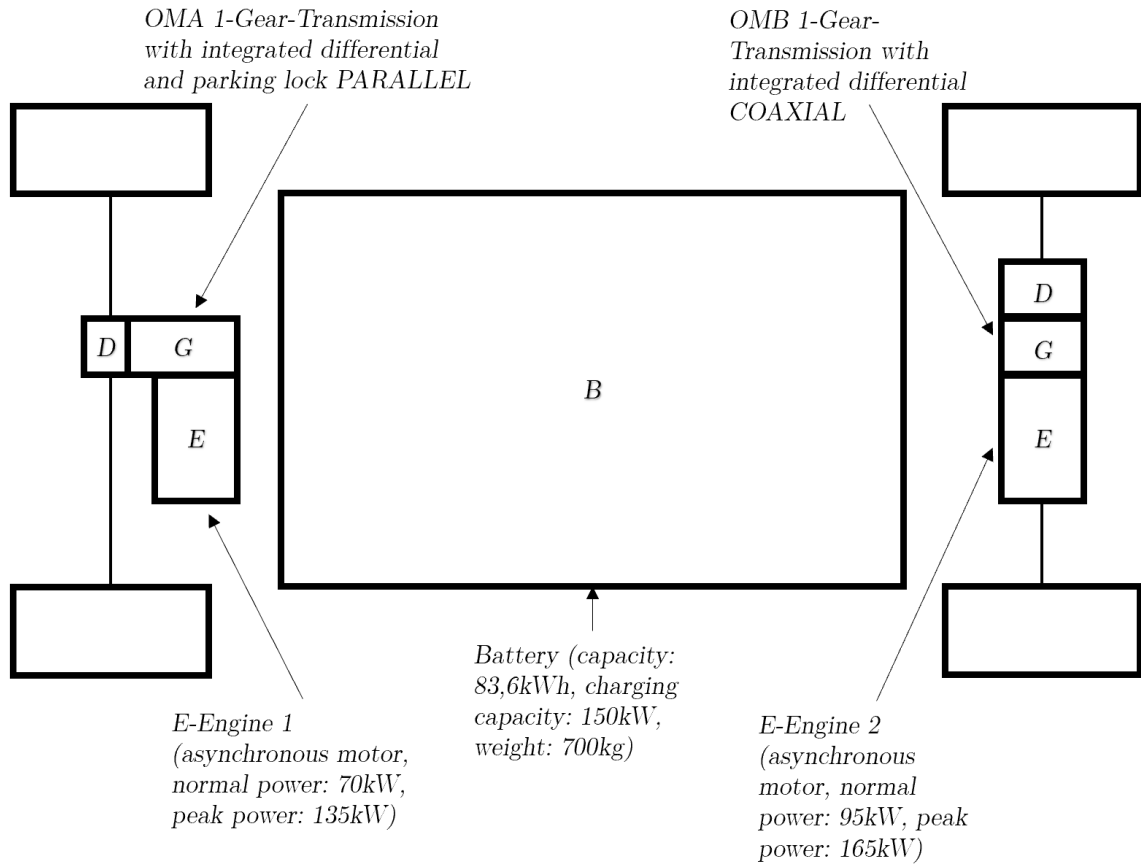 OMA 1-Gear-Transmission
with integrated differential
and parking lock PARALLEL
OMB 1-Gear-
Transmission with
integrated differential
COAXIAL
D
G
E
B
D
G
E
Battery (capacity:
83,6kWh, charging
capacity: 150kW,
weight: 700kg)
E-Engine 1
(asynchronous motor,
normal power: 70kW,
peak power: 135kW)
E-Engine 2
(asynchronous
motor, normal
power: 95kW, peak
power: 165kW)